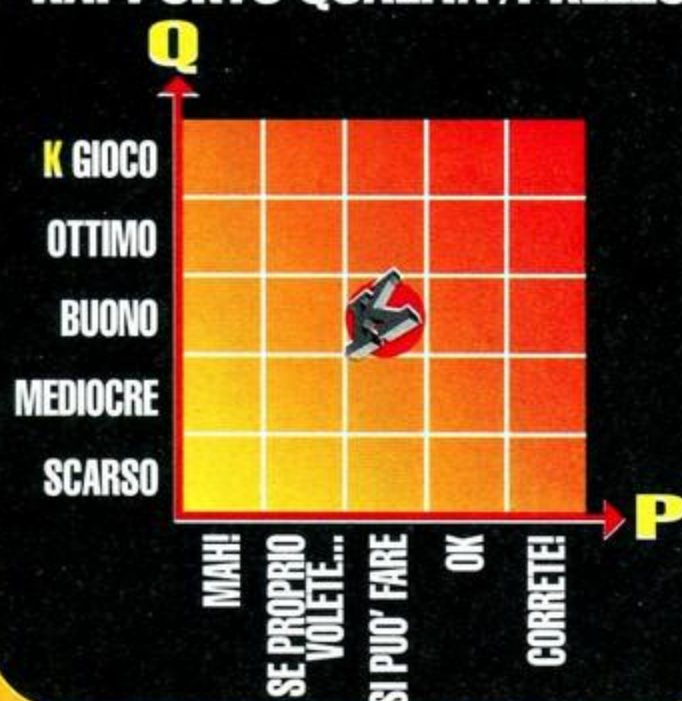 Q
K GIOCO
OTTIMO
BUONO
MEDIOCRE
SCARSO
P
MAH!
SE PROPRIO
VOLETE...
SI PUO' FARE
OK
CORRETE!